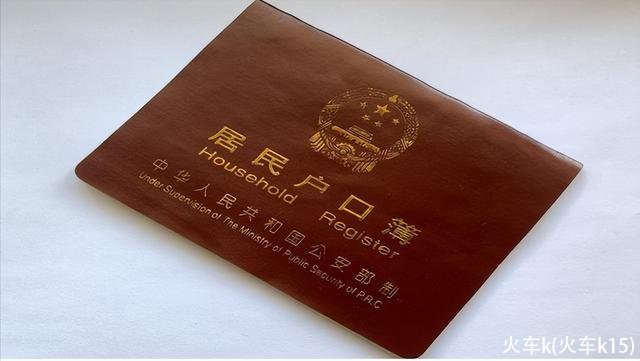 居民户口簿
Household Register
中华人民共和国公安部制
Under Supervision of The Ministry of Public Security of P.R.C
火车k(火车k15)